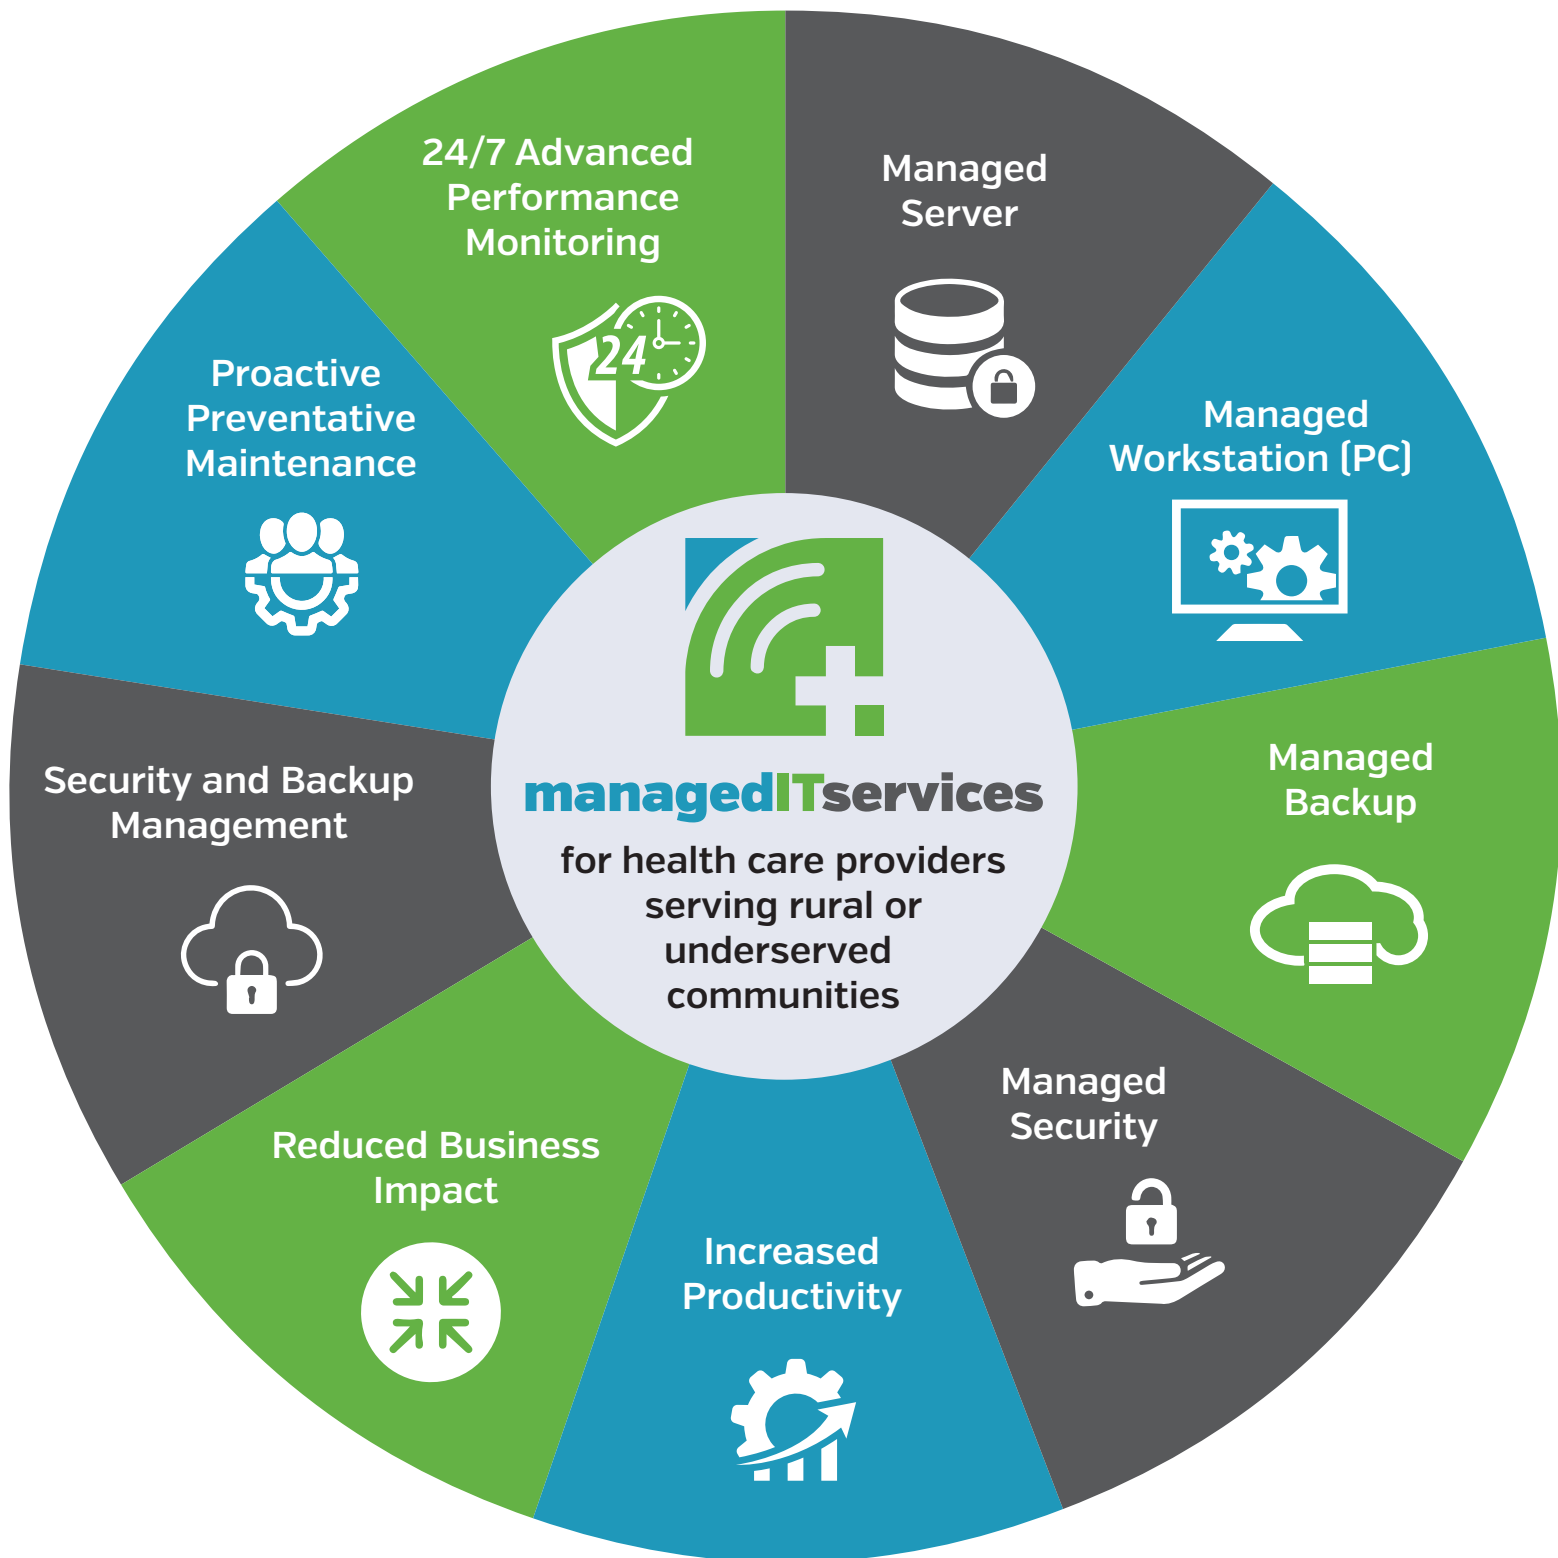 24/7 Advanced
Performance
Monitoring
24
Managed
Server
Managed
Workstation (PC)
Managed
Backup
Managed
Security
Increased
Productivity
Reduced Business
Impact
Security and Backup
Management
Proactive
Preventative
Maintenance
managedITservices
for health care providers
serving rural or
underserved
communities